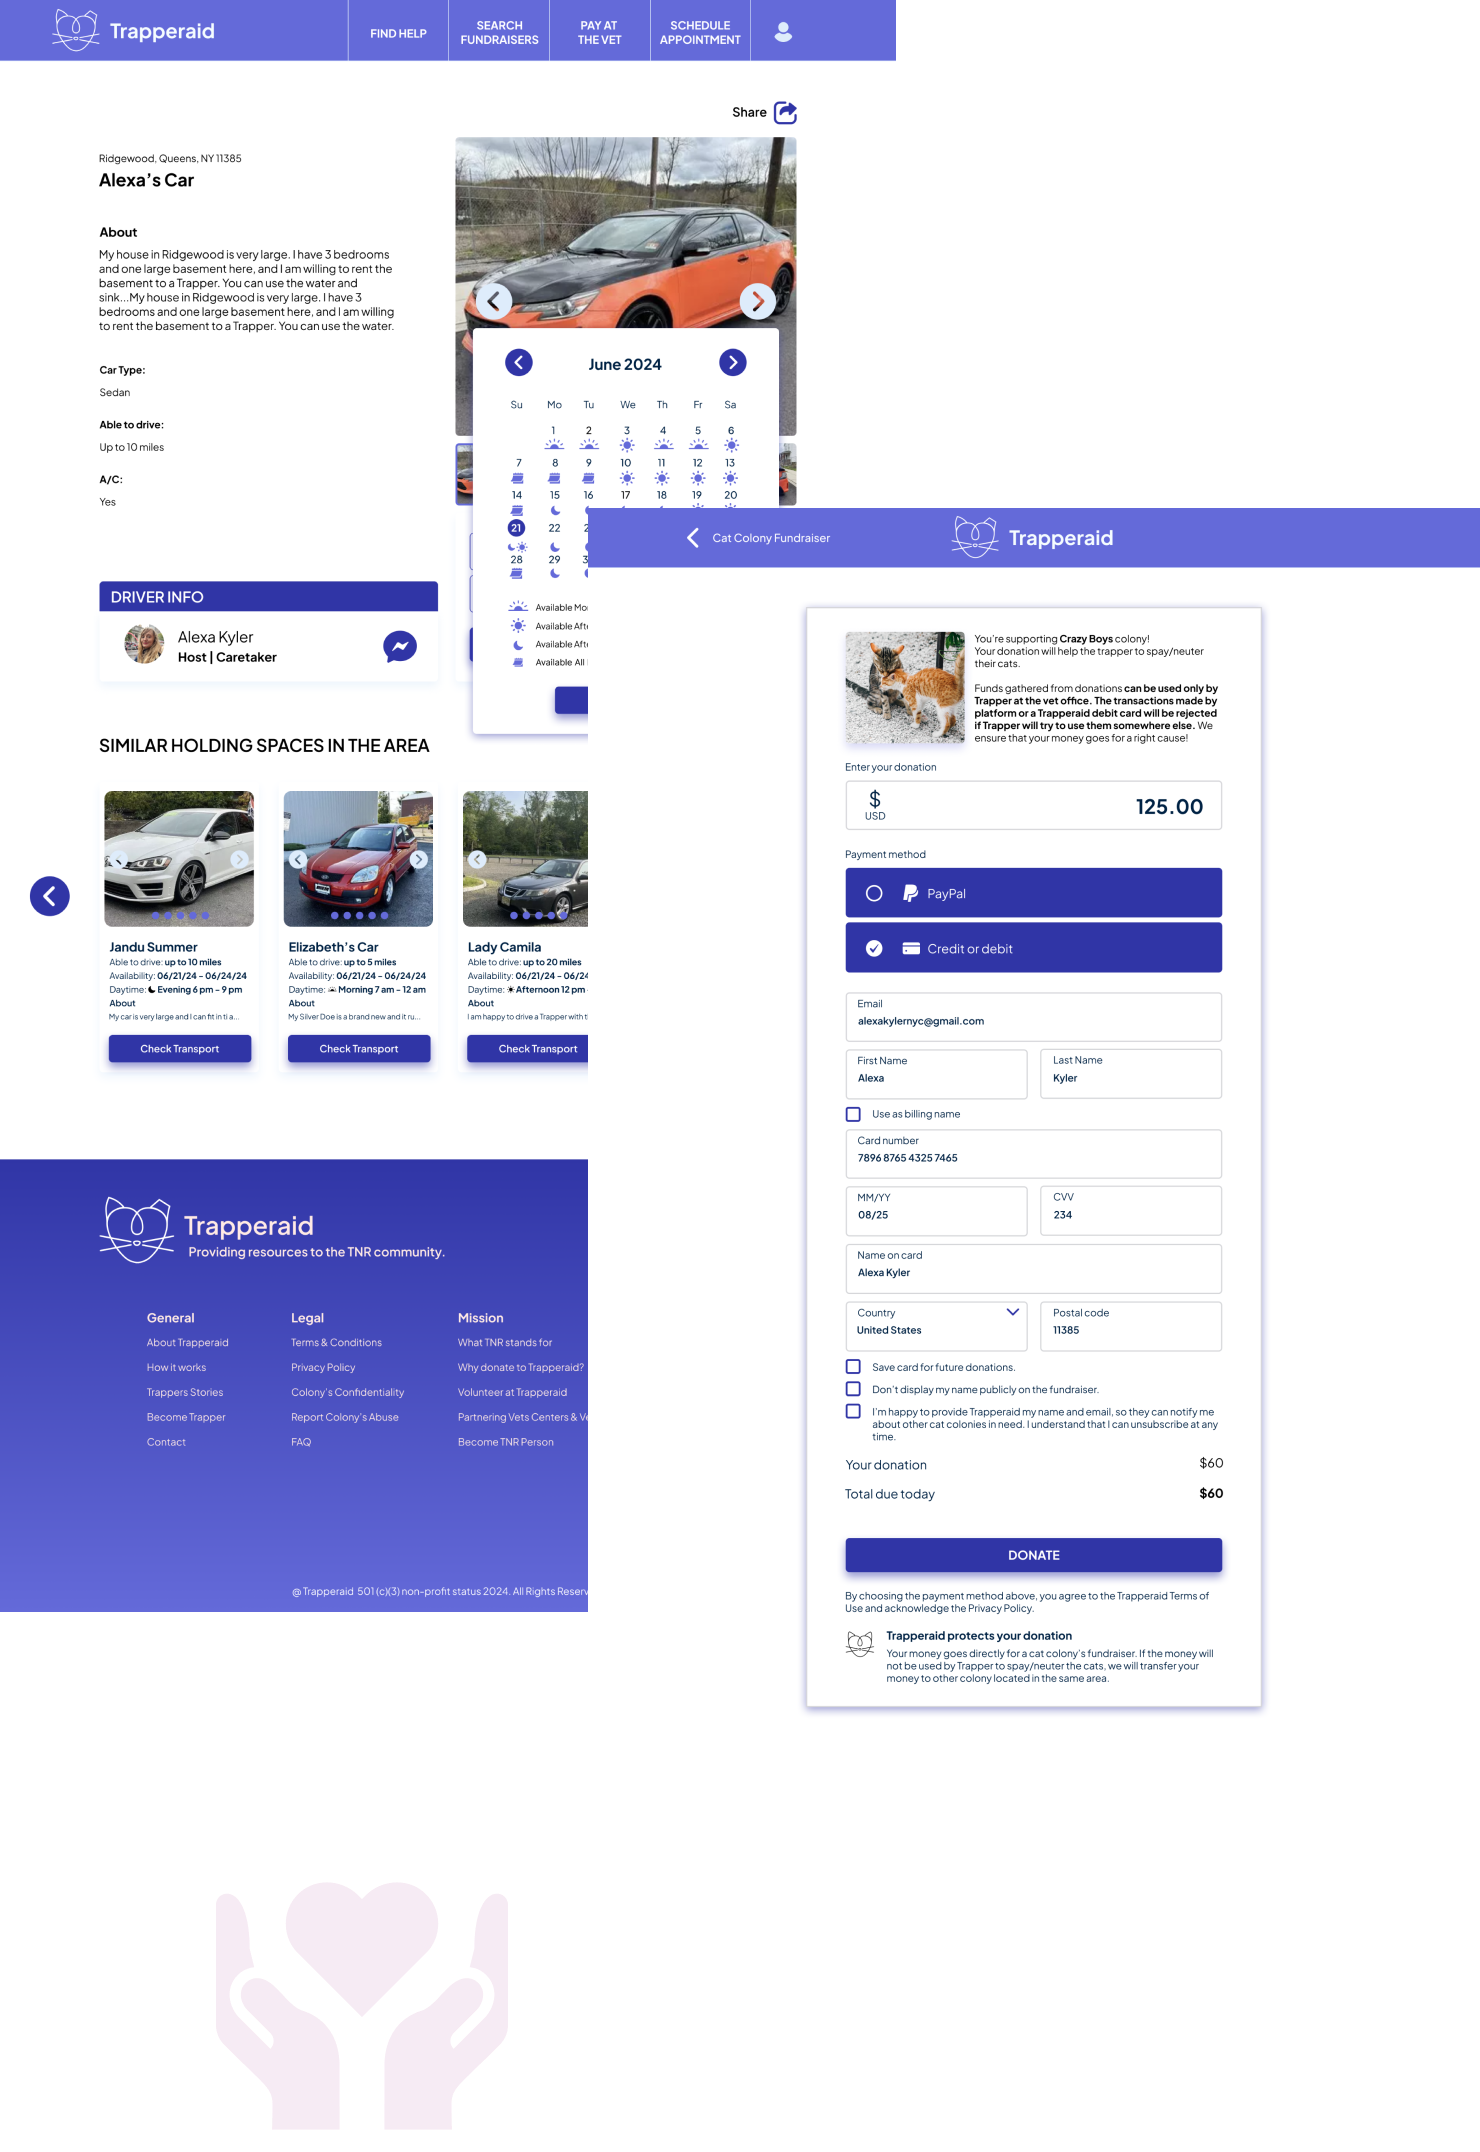 Trapperaid
FIND HELP
SEARCH
FUNDRAISERS
PAY AT
THE VET
SCHEDULE
APPOINTMENT
Share
Ridgewood, Queens, NY 11385
Alexa's Car
About
My house in Ridgewood is very large. I have 3 bedrooms
and one large basement here, and I am willing to rent the
basement to a Trapper. You can use the water and
sink...My house in Ridgewood is very large. I have 3
bedrooms and one large basement here, and I am willing
to rent the basement to a Trapper. You can use the water.
Car Type:
Sedan
Able to drive:
Up to 10 miles
A/C:
Yes
June 2024
Su Mo Tu We Th Fr Sa
1 2 3 4 5 6
7 8 9 10 11 12 13
14 15 16 17 18 19 20
21 22
28 29
Available
Available
Available
Available All
DRIVER INFO
Alexa Kyler
Host | Caretaker
SIMILAR HOLDING SPACES IN THE AREA
Jandu Summer
Able to drive: up to 10 miles
Availability: 06/21/24 - 06/24/24
Daytime: Evening 6 pm - 9 pm
About
My car is very large and I can fit in ti a...
Check Transport
Elizabeth's Car
Able to drive: up to 5 miles
Availability: 06/21/24 - 06/24/24
Daytime: Morning 7 am - 12 am
About
My Silver Doe is a brand new and it ru...
Check Transport
Lady Camila
Able to drive: up to 20 miles
Availability: 06/21/24 - 06/24
Daytime: Afternoon 12 pm
About
I am happy to drive a Trapper with
Check Transport
Trapperaid
Providing resources to the TNR community.
General
About Trapperaid
How it works
Trappers Stories
Become Trapper
Contact
Legal
Terms & Conditions
Privacy Policy
Colony's Confidentiality
Report Colony's Abuse
FAQ
Mission
What TNR stands for
Why donate to Trapperaid?
Volunteer at Trapperaid
Partnering Vets Centers &
Become TNR Person
@ Trapperaid 501 (c)(3) non-profit status 2024. All Rights
Cat Colony Fundraiser
Trapperaid
You're supporting Crazy Boys colony!
Your donation will help the trapper to spay/neuter
their cats.
Funds gathered from donations can be used only by
Trapper at the vet office. The transactions made by
platform or a Trapperaid debit card will be rejected
if Trapper will try to use them somewhere else. We
ensure that your money goes for a right cause!
Enter your donation
$
USD
125.00
Payment method
PayPal
Credit or debit
Email
alexakylernyc@gmail.com
First Name
Alexa
Last Name
Kyler
Use as billing name
Card number
7896 8765 4325 7465
MM/YY
08/25
CVV
234
Name on card
Alexa Kyler
Country
United States
Postal code
11385
Save card for future donations.
Don't display my name publicly on the fundraiser.
I'm happy to provide Trapperaid my name and email, so they can notify me
about other cat colonies in need. I understand that I can unsubscribe at any
time.
Your donation $60
Total due today $60
DONATE
By choosing the payment method above, you agree to the Trapperaid Terms of
Use and acknowledge the Privacy Policy.
Trapperaid protects your donation
Your money goes directly for a cat colony's fundraiser. If the money will
not be used by Trapper to spay/neuter the cats, we will transfer your
money to other colony located in the same area.